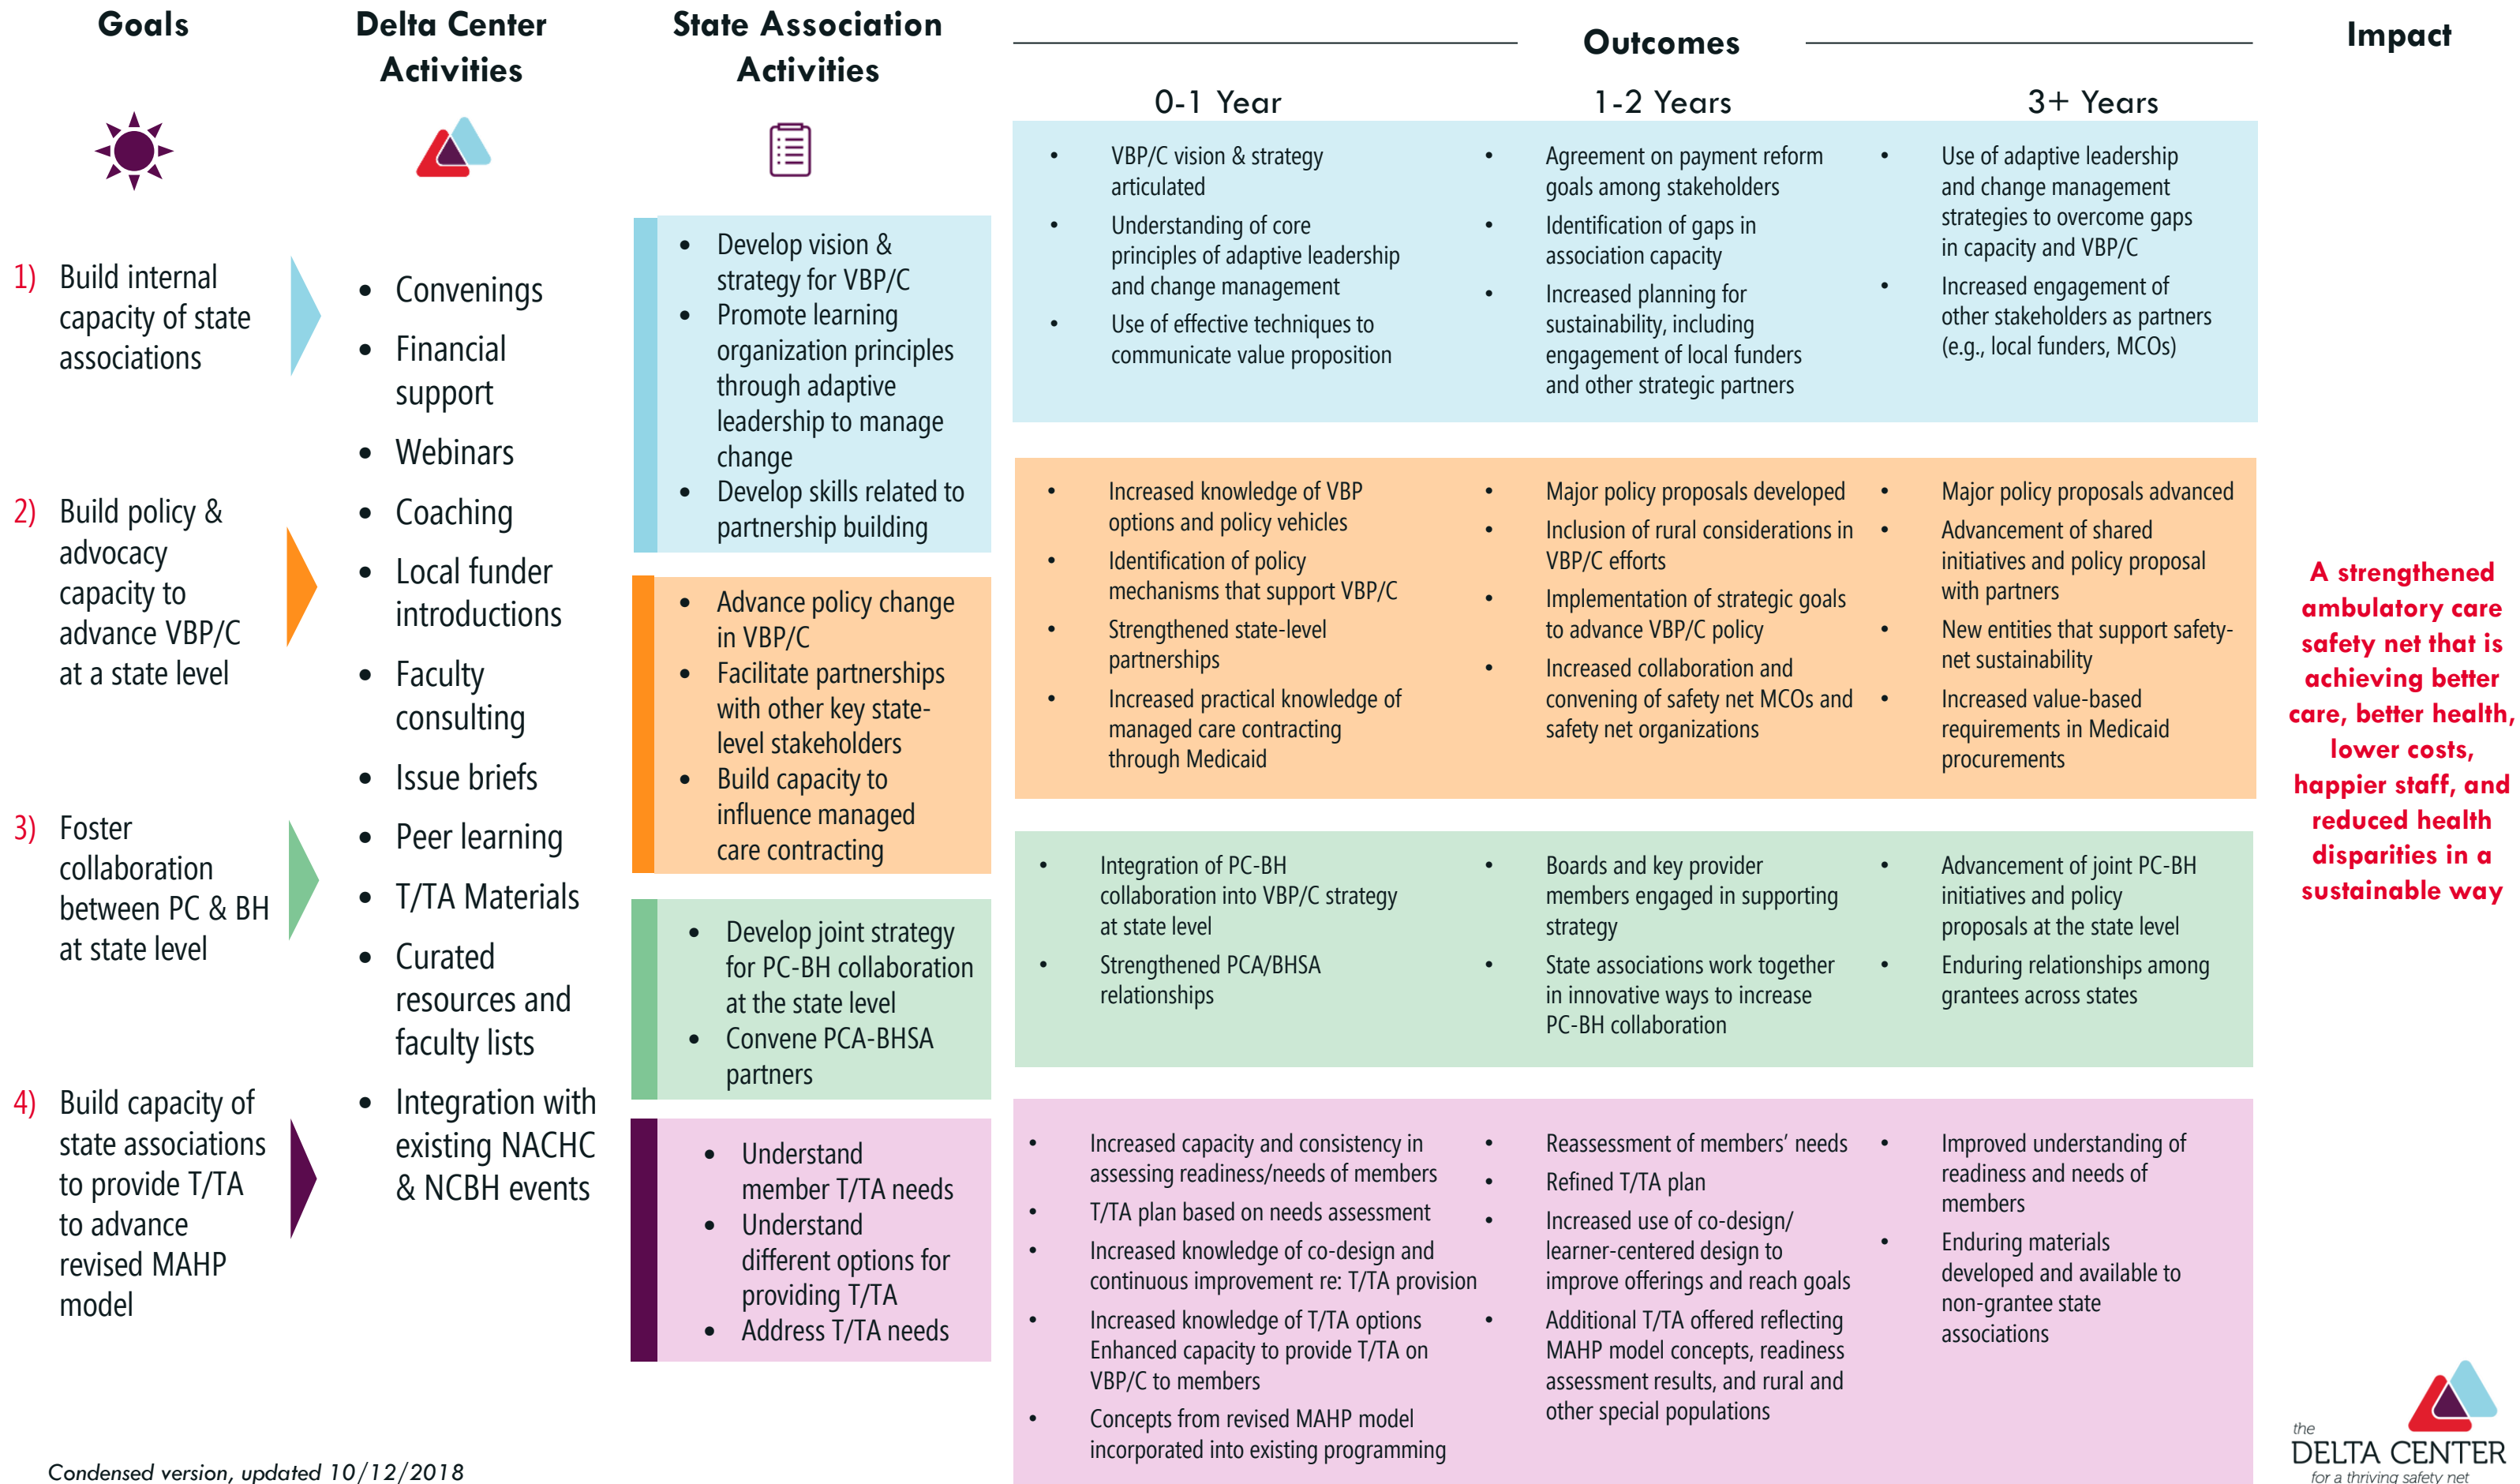 Goals
Delta Center
Activities
State Association
Activities
Outcomes
Impact
0-1 Year
1-2 Years
3+ Years
1) Build internal
capacity of state
associations
2) Build policy &
advocacy
capacity to
advance VBP/C
at a state level
3) Foster
collaboration
between PC & BH
at state level
4) Build capacity of
state associations
to provide T/TA
to advance
revised MAHP
model
• Convenings
• Financial
support
• Webinars
• Coaching
• Local funder
introductions
• Faculty
consulting
• Issue briefs
• Peer learning
• T/TA Materials
• Curated
resources and
faculty lists
• Integration with
existing NACHC
& NCBH events
• Develop vision &
strategy for VBP/C
• Promote learning
organization principles
through adaptive
leadership to manage
change
• Develop skills related to
partnership building
• Advance policy change
in VBP/C
• Facilitate partnerships
with other key state-
level stakeholders
• Build capacity to
influence managed
care contracting
• Develop joint strategy
for PC-BH collaboration
at the state level
• Convene PCA-BHSA
partners
• Understand
member T/TA needs
• Understand
different options for
providing T/TA
• Address T/TA needs
• VBP/C vision & strategy
articulated
• Understanding of core
principles of adaptive leadership
and change management
• Use of effective techniques to
communicate value proposition
• Agreement on payment reform
goals among stakeholders
• Identification of gaps in
association capacity
• Increased planning for
sustainability, including
engagement of local funders
and other strategic partners
• Use of adaptive leadership
and change management
strategies to overcome gaps
in capacity and VBP/C
• Increased engagement of
other stakeholders as partners
(e.g., local funders, MCOs)
• Increased knowledge of VBP
options and policy vehicles
• Identification of policy
mechanisms that support VBP/C
• Strengthened state-level
partnerships
• Increased practical knowledge of
managed care contracting
through Medicaid
• Major policy proposals developed
• Inclusion of rural considerations in
VBP/C efforts
• Implementation of strategic goals
to advance VBP/C policy
• Increased collaboration and
convening of safety net MCOs and
safety net organizations
• Major policy proposals advanced
• Advancement of shared
initiatives and policy proposal
with partners
• New entities that support safety-
net sustainability
• Increased value-based
requirements in Medicaid
procurements
• Integration of PC-BH
collaboration into VBP/C strategy
at state level
• Strengthened PCA/BHSA
relationships
• Boards and key provider
members engaged in supporting
strategy
• State associations work together
in innovative ways to increase
PC-BH collaboration
• Advancement of joint PC-BH
initiatives and policy
proposals at the state level
• Enduring relationships among
grantees across states
• Increased capacity and consistency in
assessing readiness/needs of members
• T/TA plan based on needs assessment
• Increased knowledge of co-design and
continuous improvement re: T/TA provision
• Increased knowledge of T/TA options
Enhanced capacity to provide T/TA on
VBP/C to members
• Concepts from revised MAHP model
incorporated into existing programming
• Reassessment of members’ needs
• Refined T/TA plan
• Increased use of co-design/
learner-centered design to
improve offerings and reach goals
• Additional T/TA offered reflecting
MAHP model concepts, readiness
assessment results, and rural and
other special populations
• Improved understanding of
readiness and needs of
members
• Enduring materials
developed and available to
non-grantee state
associations
A strengthened
ambulatory care
safety net that is
achieving better
care, better health,
lower costs,
happier staff, and
reduced health
disparities in a
sustainable way
Condensed version, updated 10/12/2018
the
DELTA CENTER
for a thriving safety net